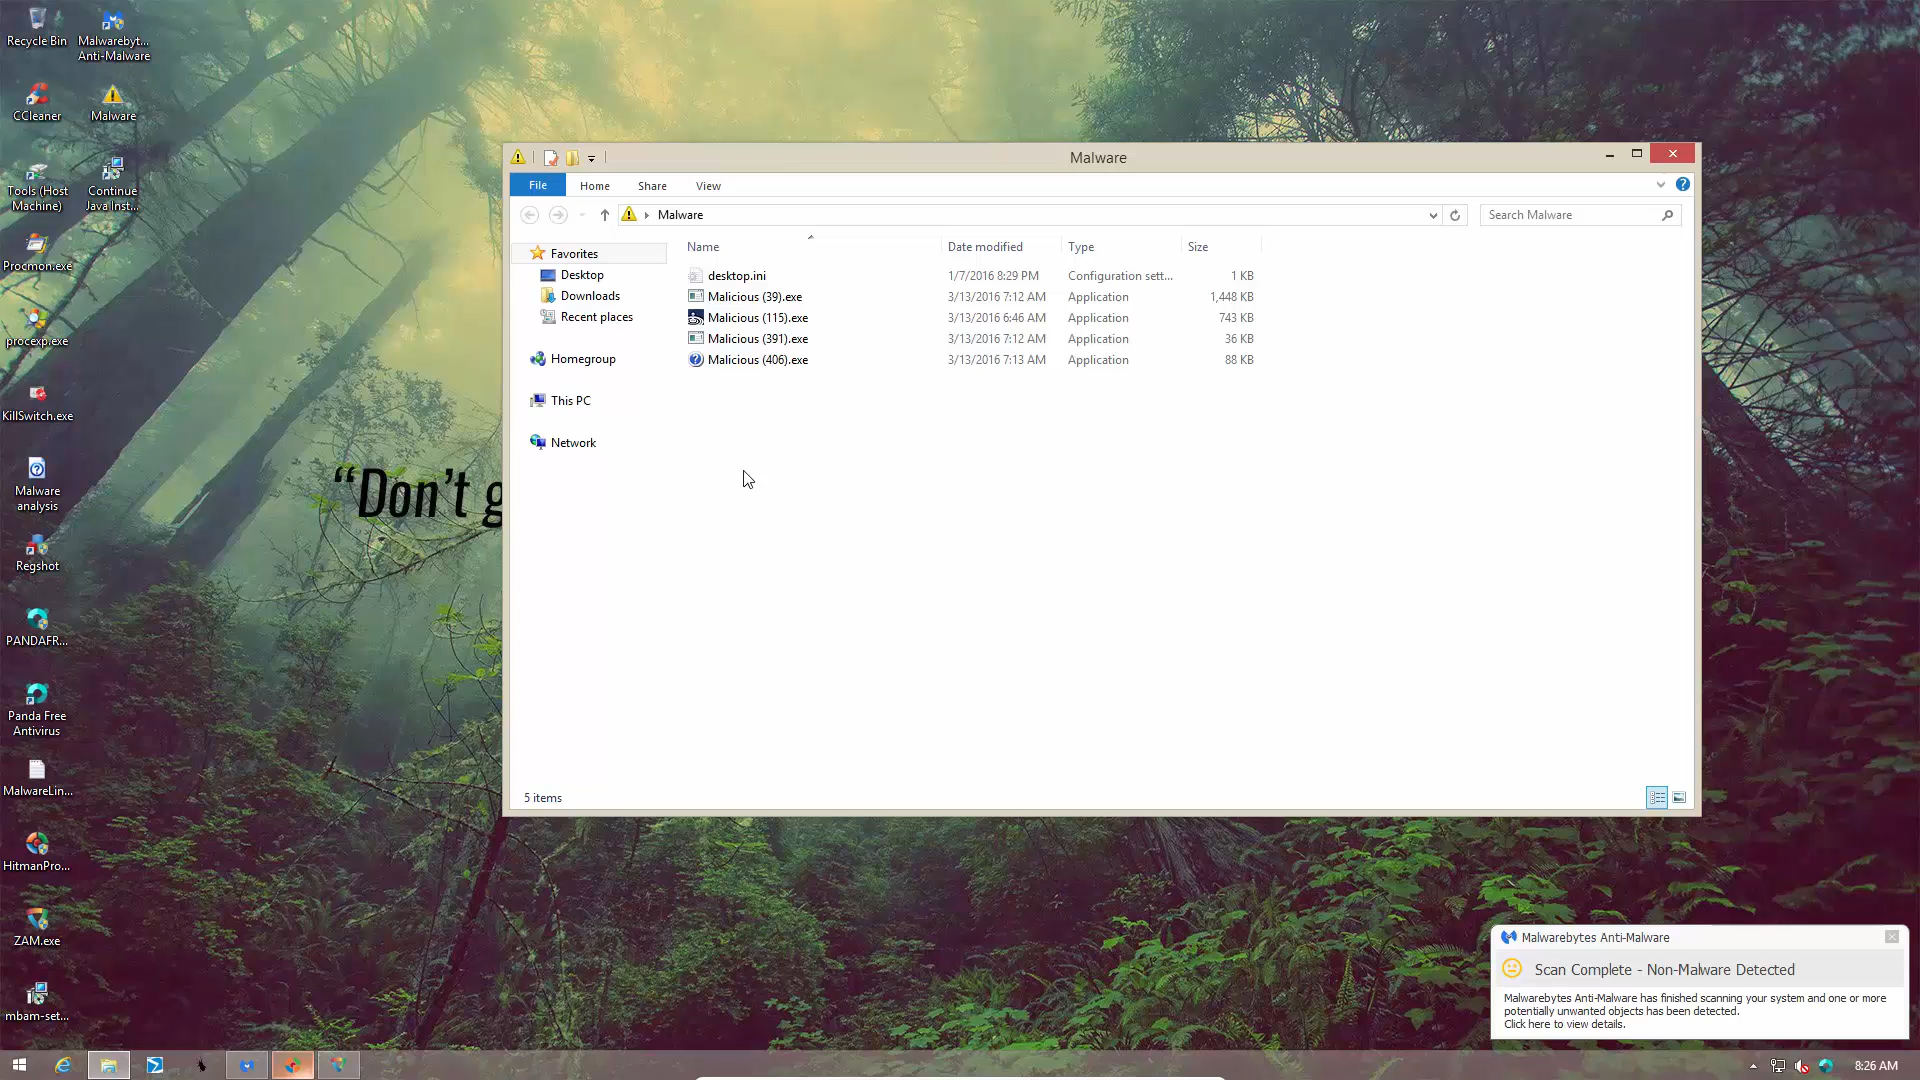 Recycle Bin
Malwarebyt...
Anti-Malware
CCleaner
Malware
Tools (Host
Machine)
Continue
Java Inst...
Procmon.exe
procexp.exe
KillSwitch.exe
Malware
analysis
Regshot
PANDAFR...
Panda Free
Antivirus
MalwareLin...
HitmanPro...
ZAM.exe
mbam-set...
“Don’t g
Malware
File
Home
Share
View
Malware
Search Malware
Favorites
Desktop
Downloads
Recent places
Homegroup
This PC
Network
Name Date modified Type Size
desktop.ini 1/7/2016 8:29 PM Configuration sett... 1 KB
Malicious (39).exe 3/13/2016 7:12 AM Application 1,448 KB
Malicious (115).exe 3/13/2016 6:46 AM Application 743 KB
Malicious (391).exe 3/13/2016 7:12 AM Application 36 KB
Malicious (406).exe 3/13/2016 7:13 AM Application 88 KB
5 items
Malwarebytes Anti-Malware
Scan Complete - Non-Malware Detected
Malwarebytes Anti-Malware has finished scanning your system and one or more
potentially unwanted objects has been detected.
Click here to view details.
8:26 AM